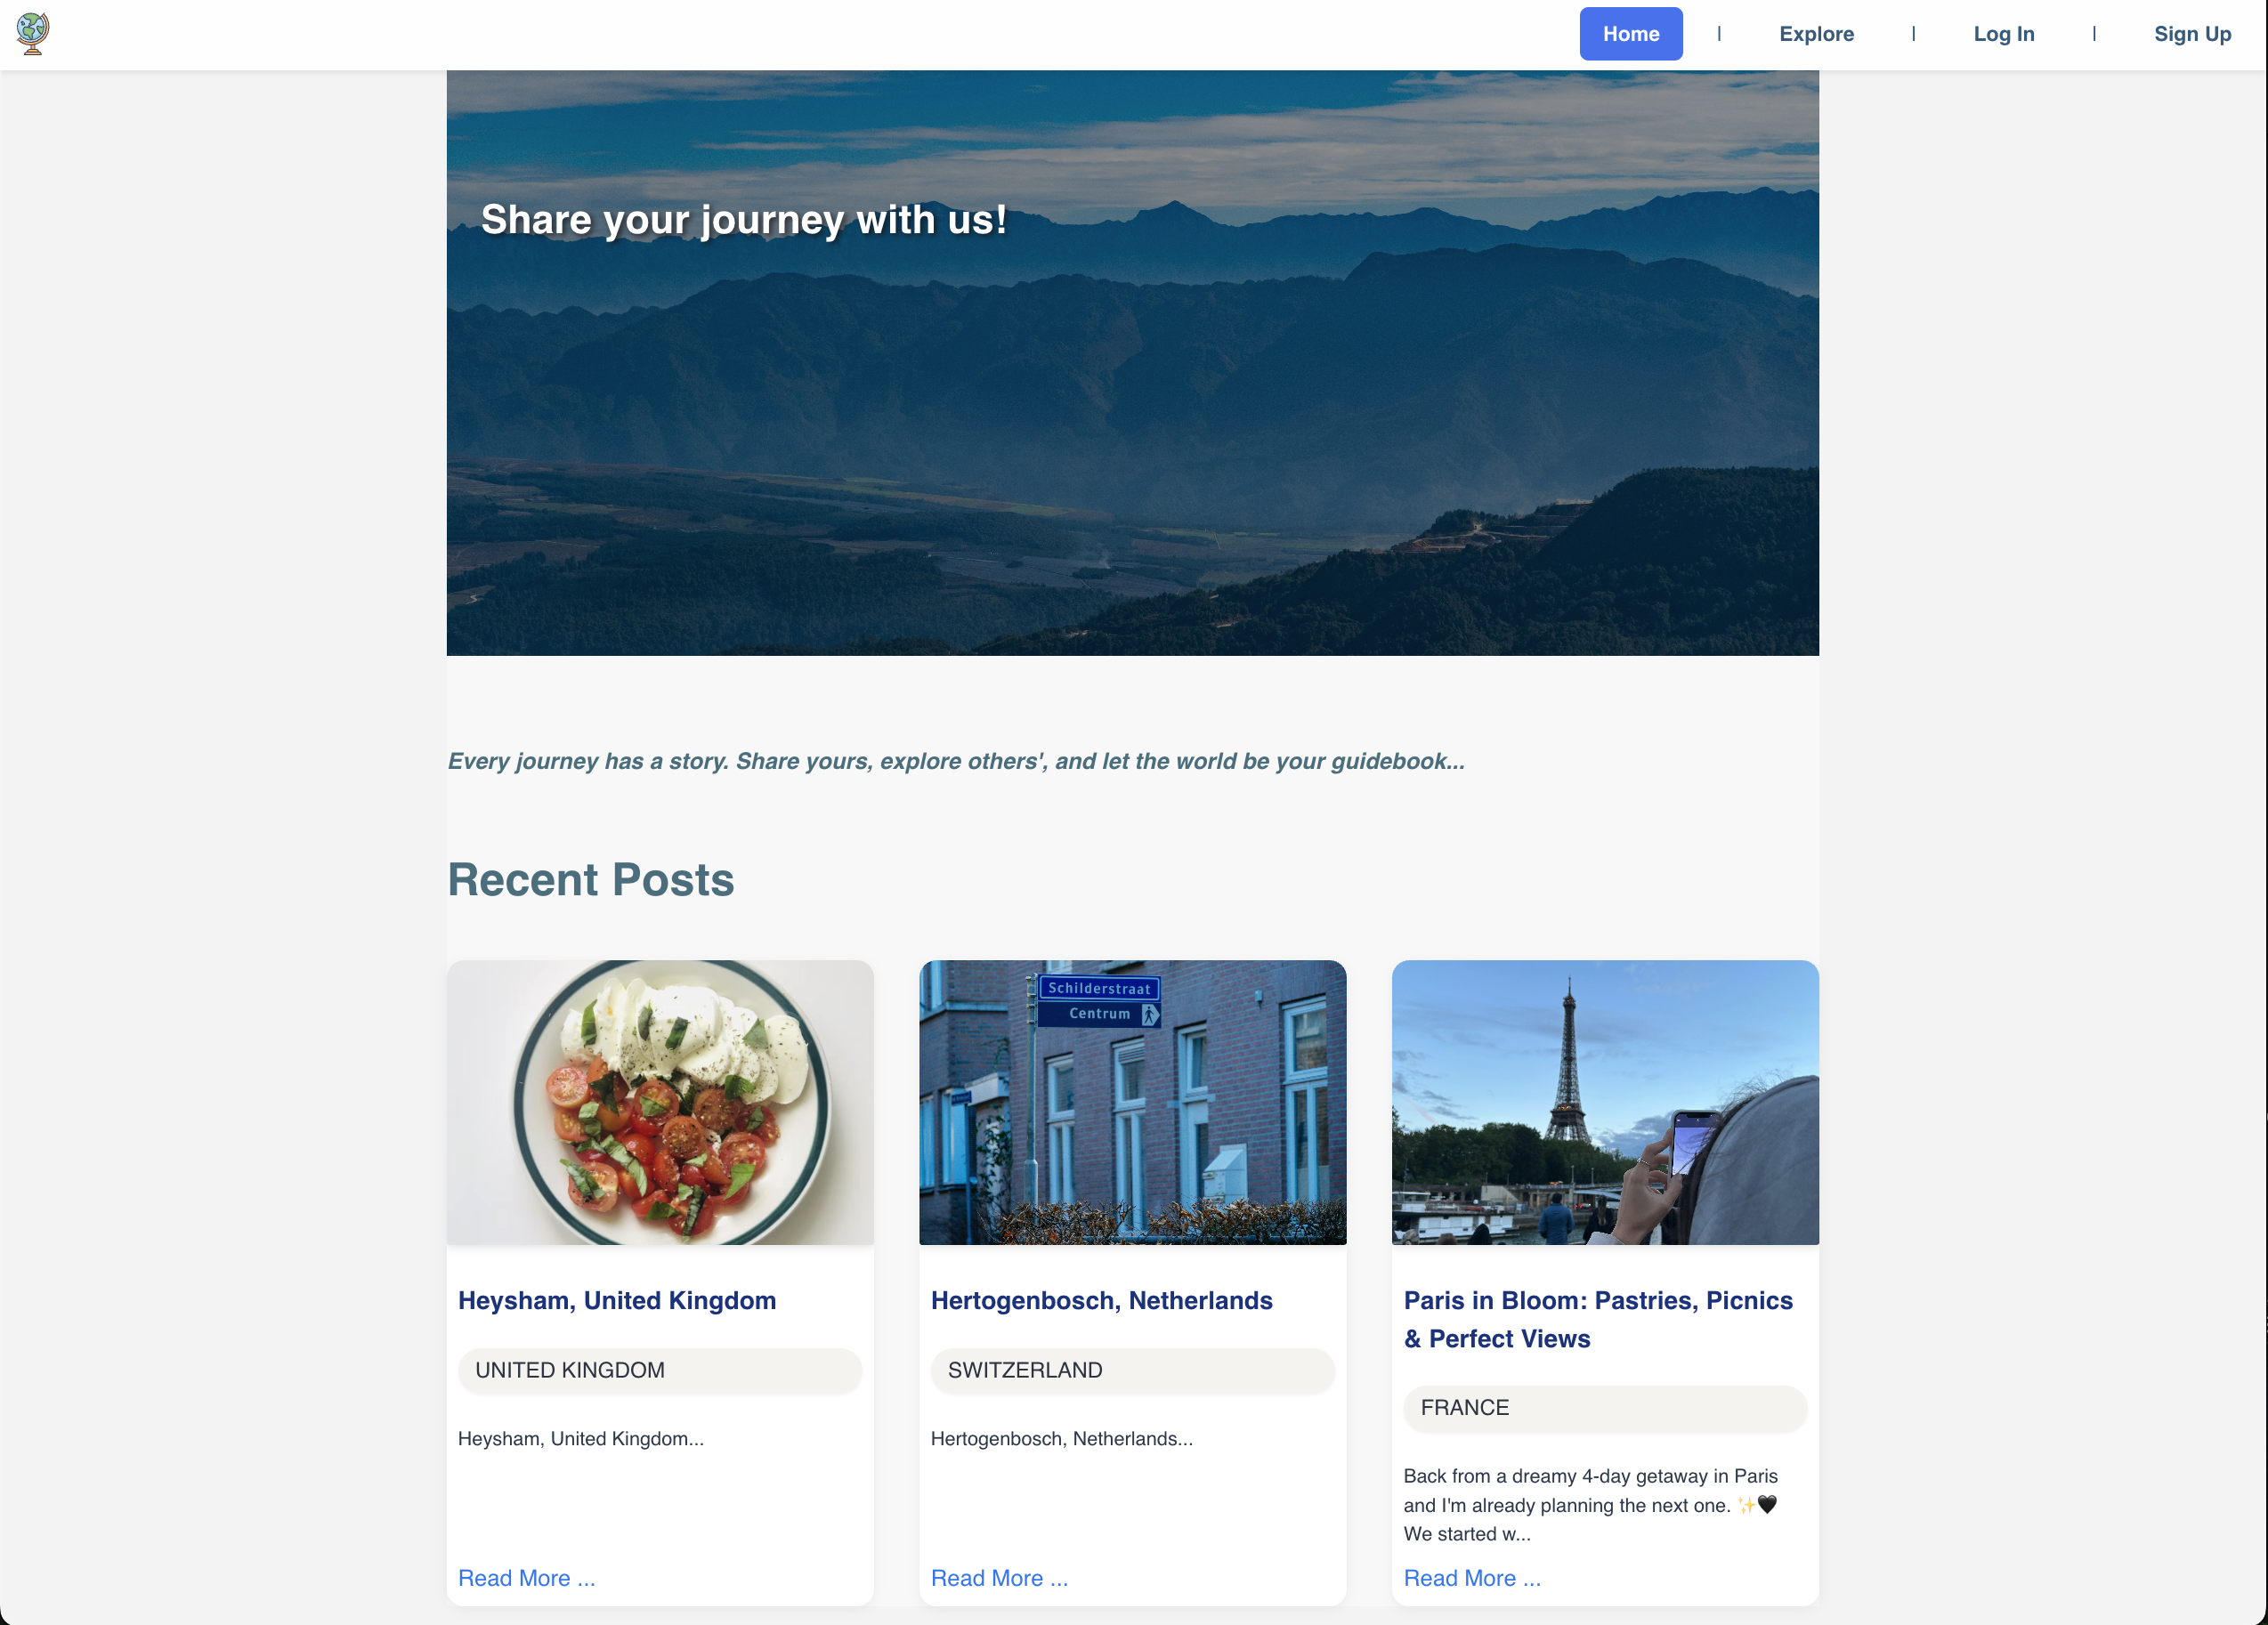 Home | Explore | Log In | Sign Up
Share your journey with us!
Every journey has a story. Share yours, explore others', and let the world be your guidebook...
Recent Posts
Schilderstraat
Centrum
Heysham, United Kingdom
UNITED KINGDOM
Heysham, United Kingdom...
Read More ...
Hertogenbosch, Netherlands
SWITZERLAND
Hertogenbosch, Netherlands...
Read More ...
Paris in Bloom: Pastries, Picnics
& Perfect Views
FRANCE
Back from a dreamy 4-day getaway in Paris
and I'm already planning the next one. ✨🖤
We started w...
Read More ...